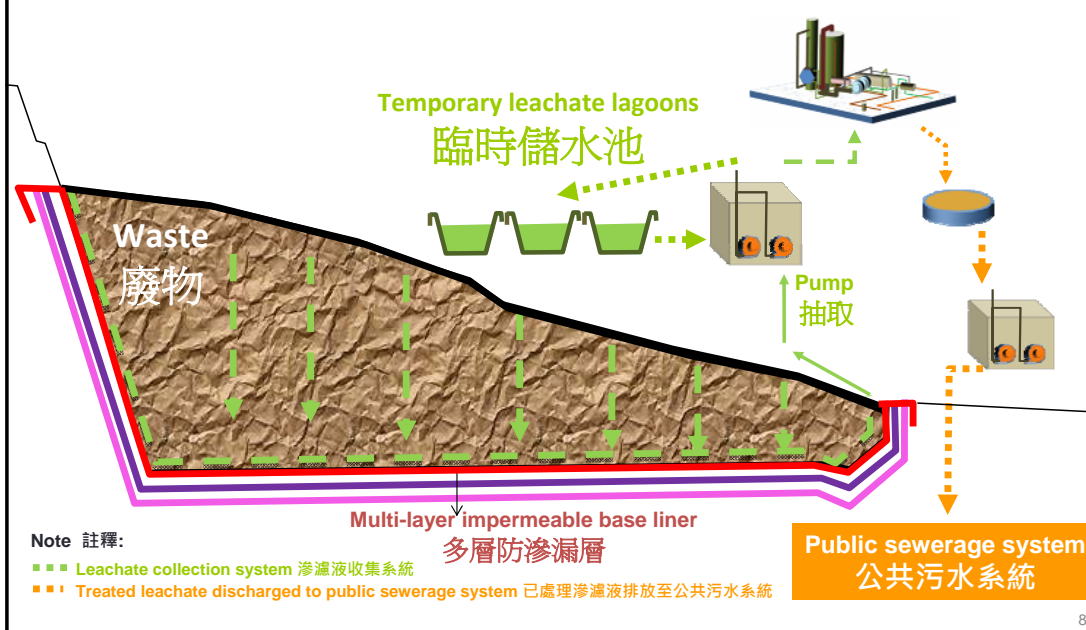 Temporary leachate lagoons
臨時儲水池
Waste
廢物
Pump
抽取
Multi-layer impermeable base liner
多層防滲漏層
Note 註釋:
Leachate collection system 滲濾液收集系統
Treated leachate discharged to public sewerage system 已處理滲濾液排放至公共污水系統
Public sewerage system
公共污水系統
8